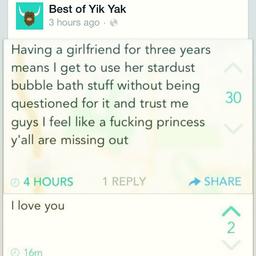 Best of Yik Yak
3 hours ago ·
Having a girlfriend for three years
means I get to use her stardust
bubble bath stuff without being
questioned for it and trust me
guys I feel like a fucking princess
y'all are missing out
30
4 HOURS 1 REPLY SHARE
I love you
2
16m